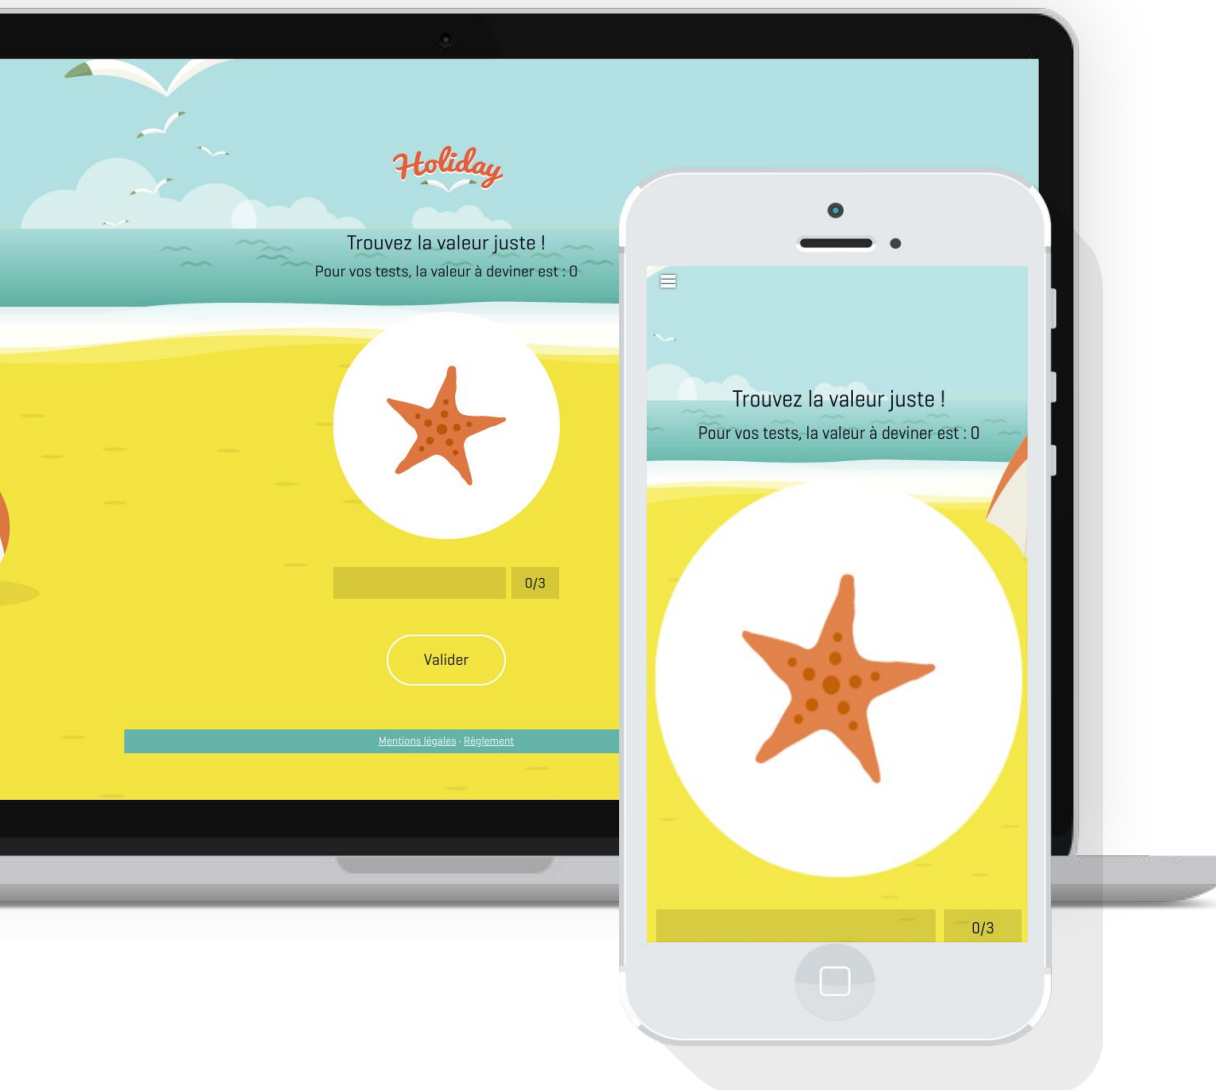 Holiday
Trouvez la valeur juste !
Pour vos tests, la valeur à deviner est : 0
0/3
Valider
Mentions légales - Règlement
Trouvez la valeur juste !
Pour vos tests, la valeur à deviner est : 0
0/3